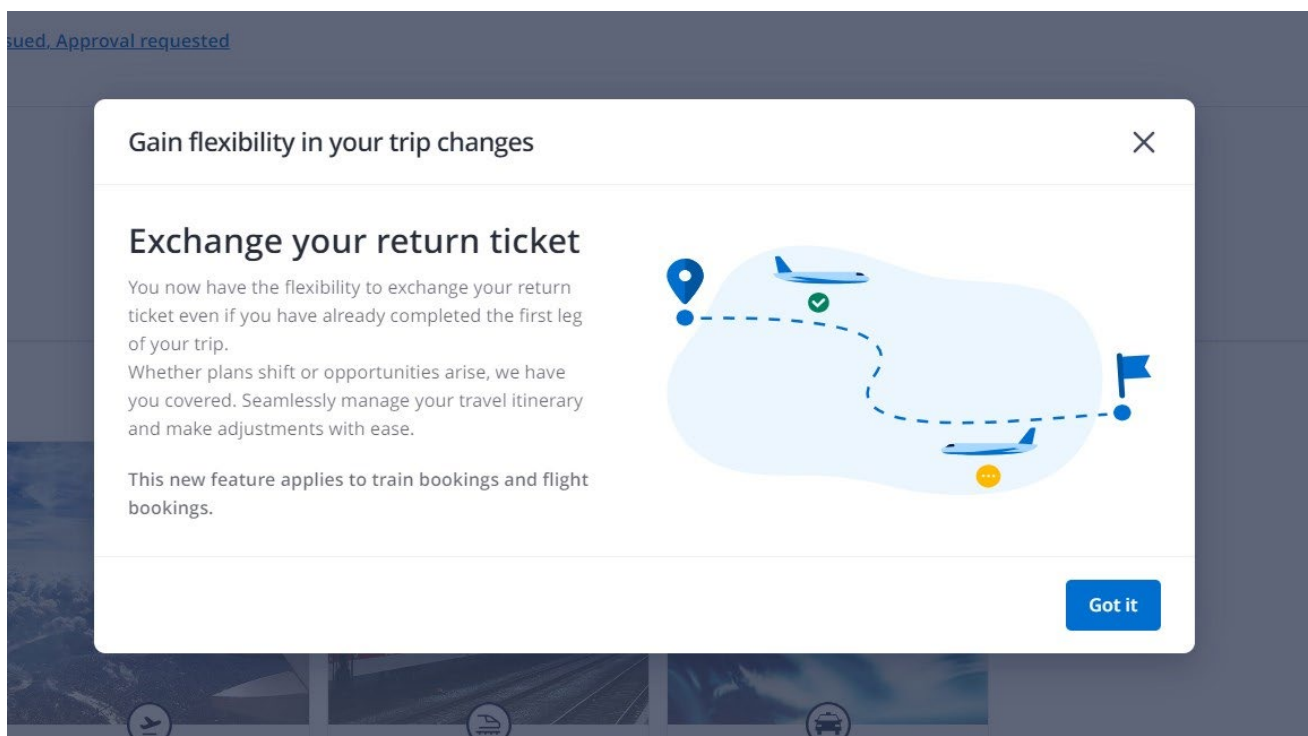 sued, Approval requested
Gain flexibility in your trip changes
Exchange your return ticket
You now have the flexibility to exchange your return
ticket even if you have already completed the first leg
of your trip.
Whether plans shift or opportunities arise, we have
you covered. Seamlessly manage your travel itinerary
and make adjustments with ease.
This new feature applies to train bookings and flight
bookings.
Got it